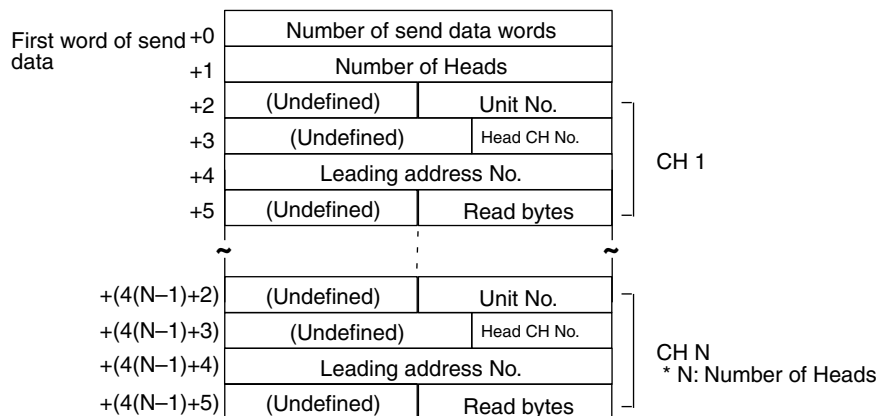 First word of send data
+0 Number of send data words
+1 Number of Heads
+2 (Undefined) Unit No.
+3 (Undefined) Head CH No.
+4 Leading address No.
+5 (Undefined) Read bytes
CH 1
~ ~
+(4(N–1)+2) (Undefined) Unit No.
+(4(N–1)+3) (Undefined) Head CH No.
+(4(N–1)+4) Leading address No.
+(4(N–1)+5) (Undefined) Read bytes
CH N
* N: Number of Heads